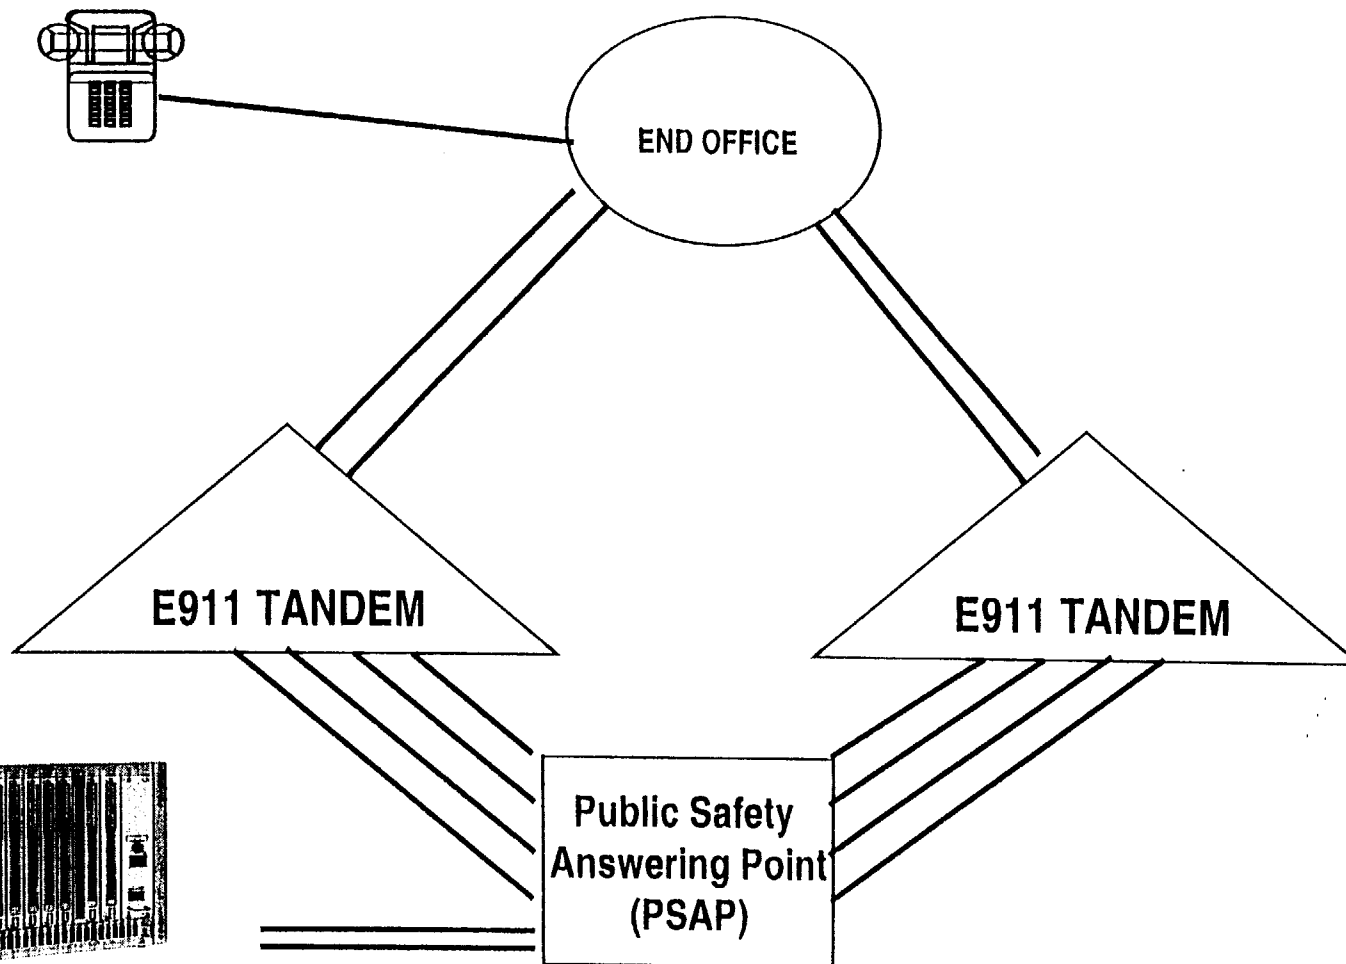 END OFFICE
E911 TANDEM
E911 TANDEM
Public Safety
Answering Point
(PSAP)